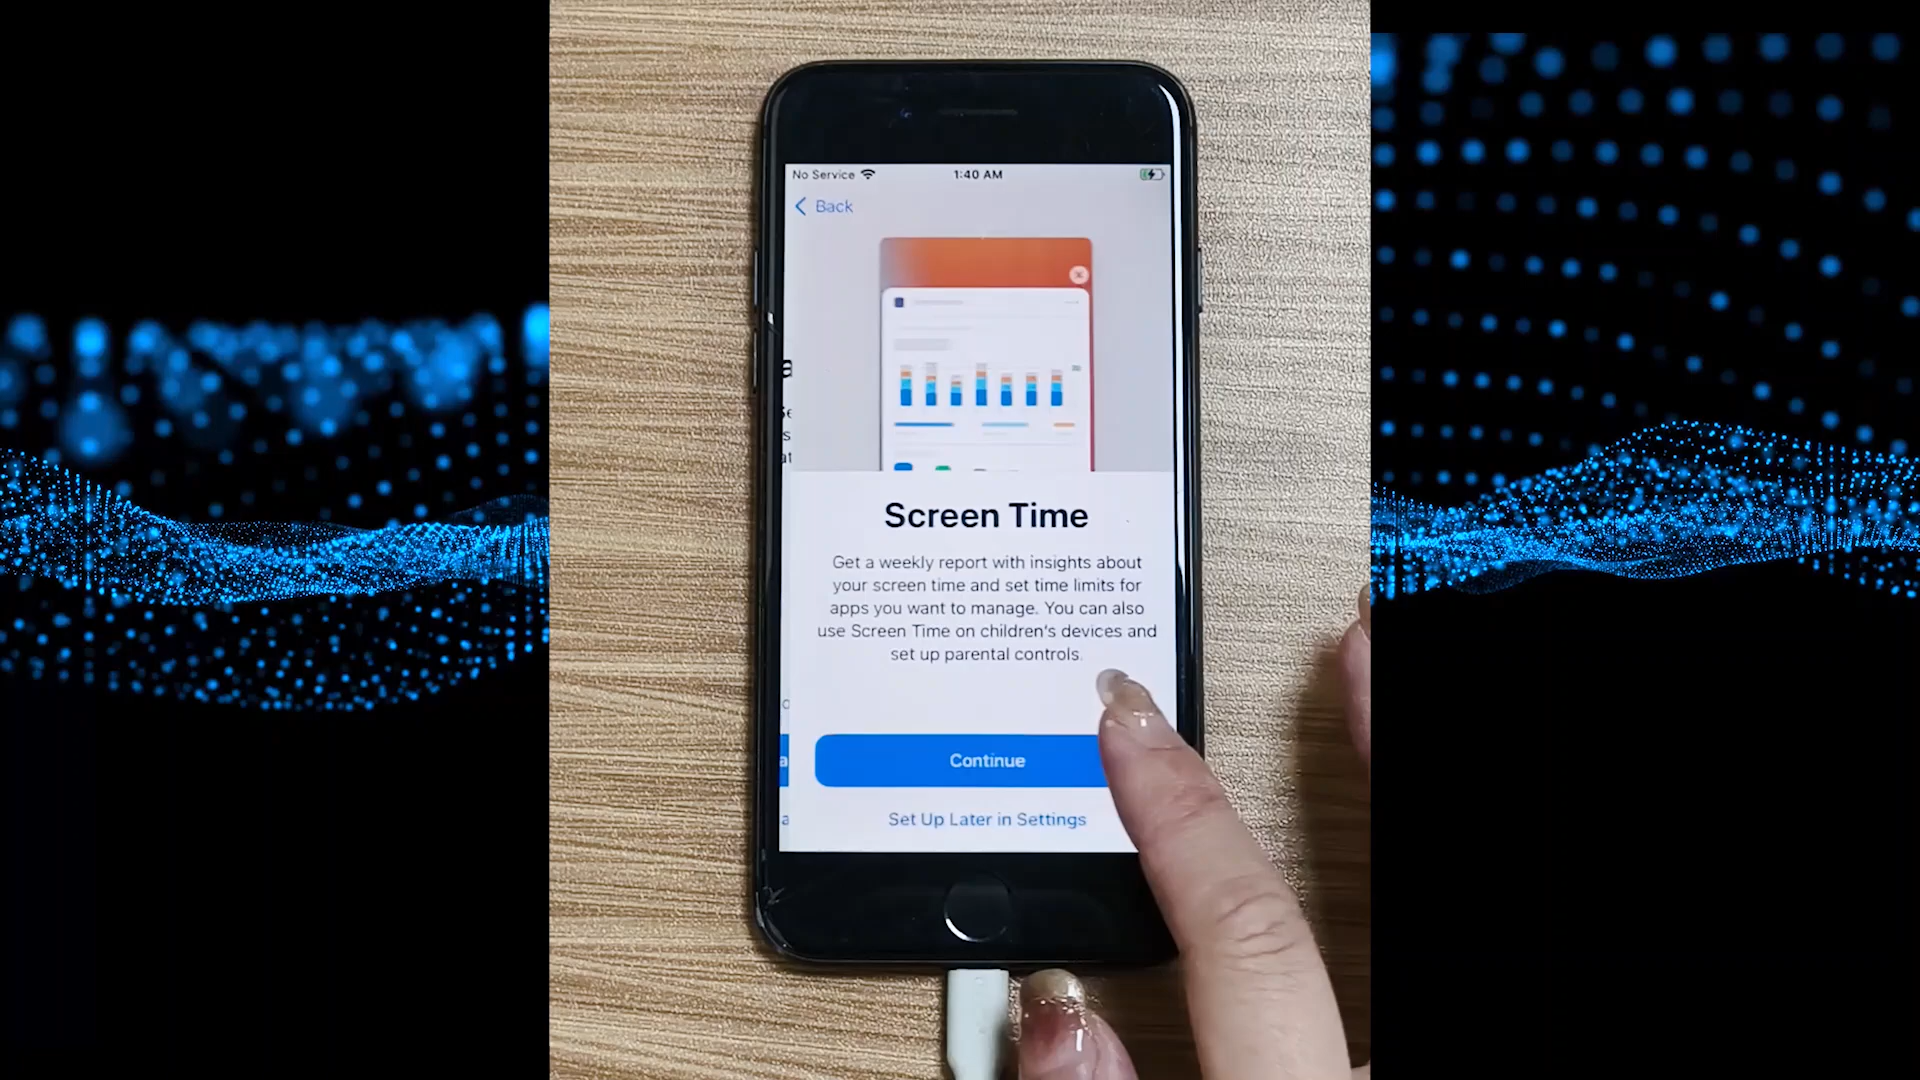 No Service 1:40 AM
Back
Screen Time
Get a weekly report with insights about
your screen time and set time limits for
apps you want to manage. You can also
use Screen Time on children's devices and
set up parental controls.
Continue
Set Up Later in Settings